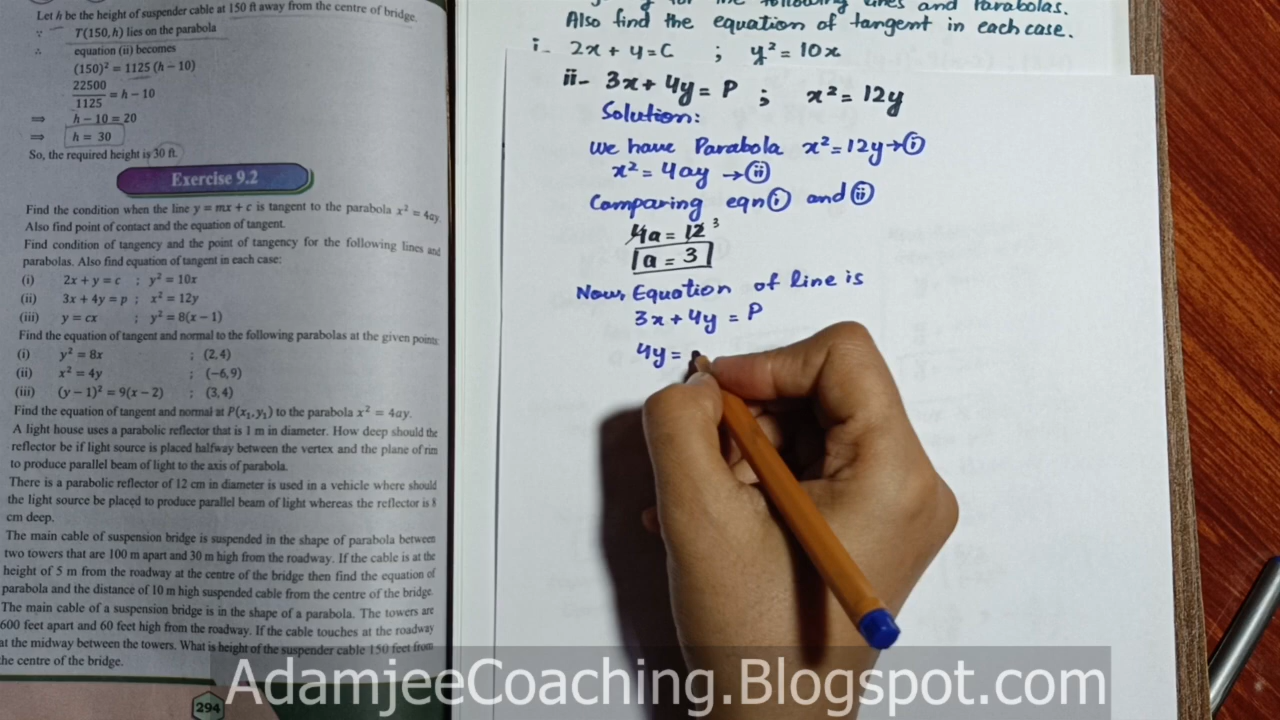 Let h be the height of suspender cable at 150 ft away from the centre of bridge.
∵ T(150, h) lies on the parabola
∴ equation (ii) becomes
(150)² = 1125 (h − 10)
22500/1125 = h − 10
⟹ h − 10 = 20
⟹ h = 30
So, the required height is 30 ft.
Exercise 9.2
Find the condition when the line y = mx + c is tangent to the parabola x² = 4ay.
Also find point of contact and the equation of tangent.
Find condition of tangency and the point of tangency for the following lines and
parabolas. Also find equation of tangent in each case:
(i) 2x + y = c ; y² = 10x
(ii) 3x + 4y = p ; x² = 12y
(iii) y = cx ; y² = 8(x − 1)
Find the equation of tangent and normal to the following parabolas at the given points
(i) y² = 8x ; (2, 4)
(ii) x² = 4y ; (−6, 9)
(iii) (y − 1)² = 9(x − 2) ; (3, 4)
Find the equation of tangent and normal at P(x₁, y₁) to the parabola x² = 4ay.
A light house uses a parabolic reflector that is 1 m in diameter. How deep should the
reflector be if light source is placed halfway between the vertex and the plane of rim
to produce parallel beam of light to the axis of parabola.
There is a parabolic reflector of 12 cm in diameter is used in a vehicle where should
the light source be placed to produce parallel beam of light whereas the reflector is 8
cm deep.
The main cable of suspension bridge is suspended in the shape of parabola between
two towers that are 100 m apart and 30 m high from the roadway. If the cable is at the
height of 5 m from the roadway at the centre of the bridge then find the equation of
parabola and the distance of 10 m high suspended cable from the centre of the bridge.
The main cable of a suspension bridge is in the shape of a parabola. The towers are
600 feet apart and 60 feet high from the roadway. If the cable touches at the roadway
at the midway between the towers. What is height of the suspender cable 150 feet from
the centre of the bridge.
294
the following lines and Parabolas.
Also find the equation of tangent in each case.
i- 2x + y = C ; y² = 10x
ii- 3x + 4y = P ; x² = 12y
Solution:
We have Parabola x² = 12y → (i)
x² = 4ay → (ii)
Comparing eqn (i) and (ii)
4a = 12 3
a = 3
Now, Equation of line is
3x + 4y = P
4y =
AdamjeeCoaching.Blogspot.com